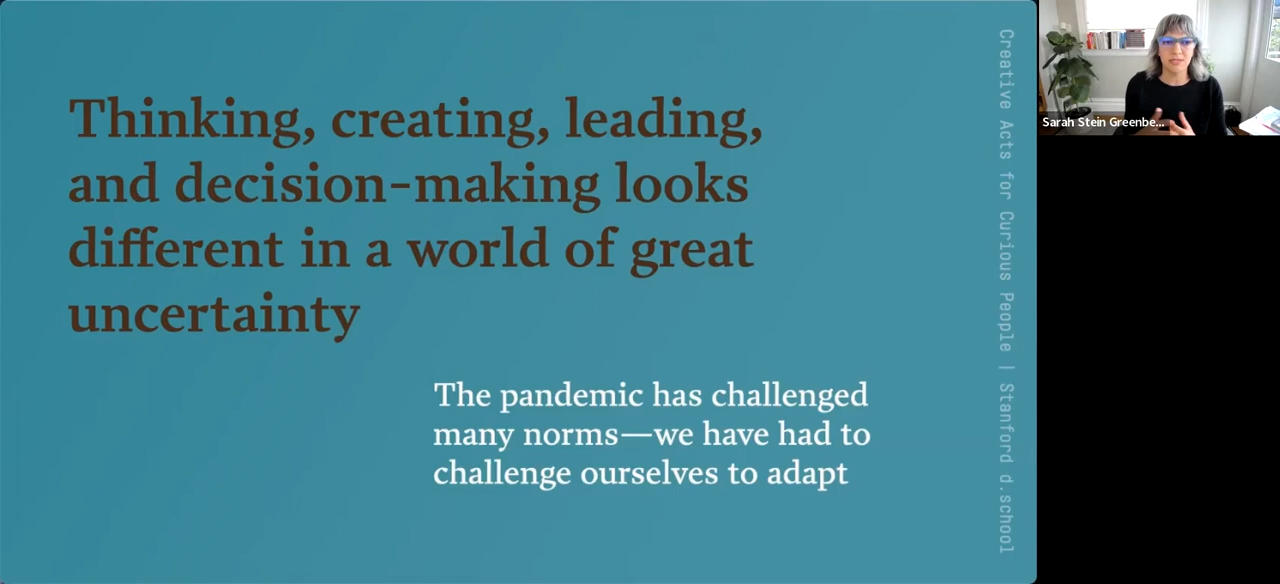 Thinking, creating, leading,
and decision-making looks
different in a world of great
uncertainty
The pandemic has challenged
many norms—we have had to
challenge ourselves to adapt
Creative Acts for Curious People | Stanford d.school
Sarah Stein Greenbe...